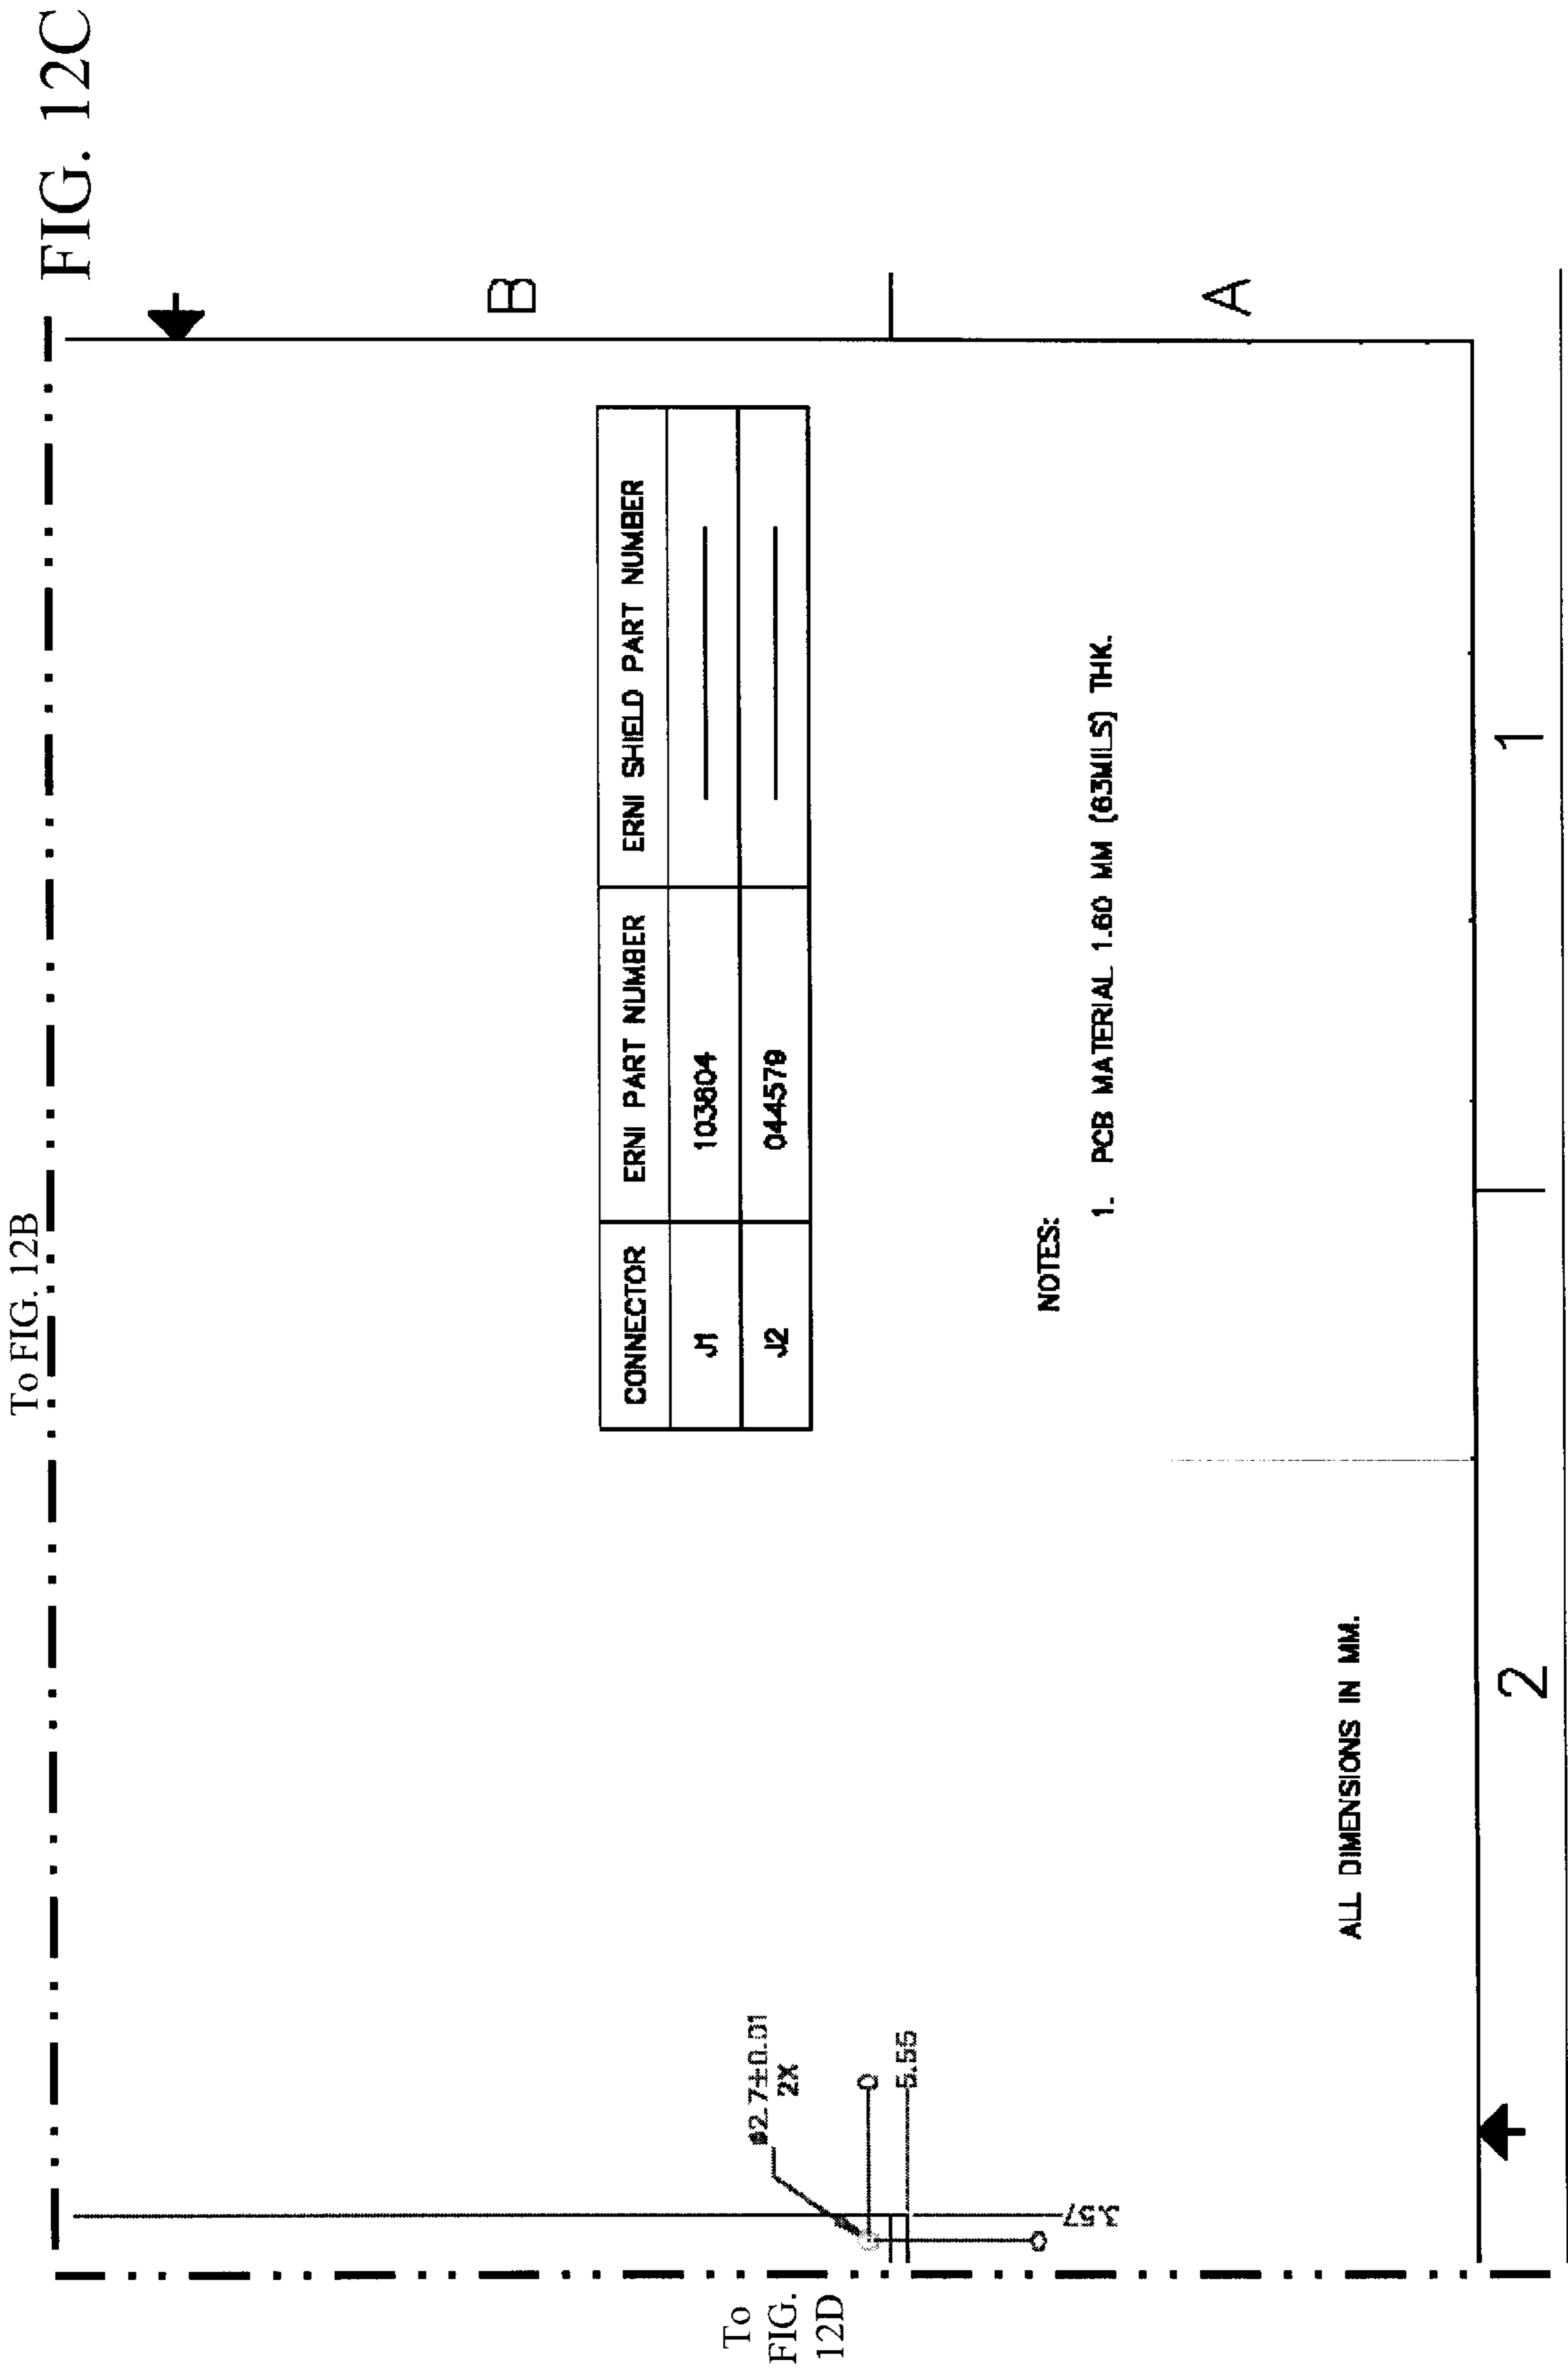 FIG. 12C
To FIG. 12B
B
A
CONNECTOR ERNI PART NUMBER ERNI SHIELD PART NUMBER
J1 103804
J2 044579
NOTES:
1. PCB MATERIAL 1.60 MM (63MILS) THK.
ø2.7±0.01
2X
0
5.55
0
3.57
To
FIG.
12D
ALL DIMENSIONS IN MM.
2
1